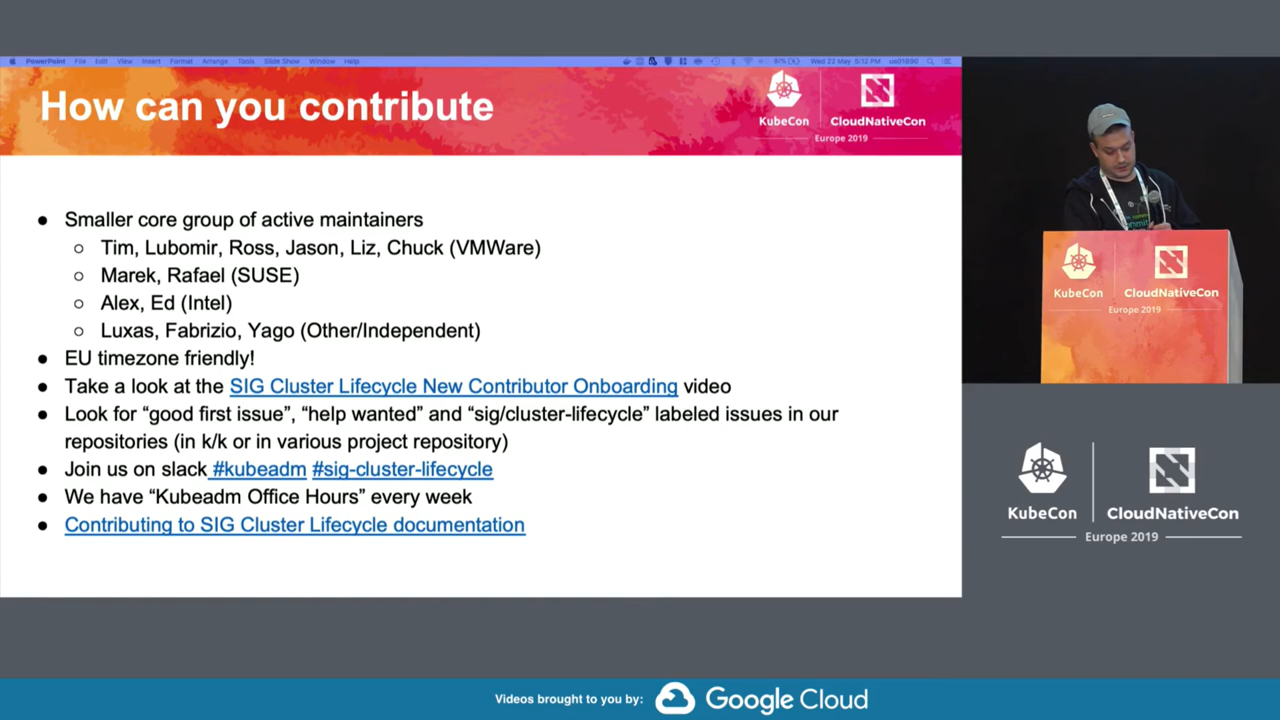 PowerPoint File Edit View Insert Format Arrange Tools Slide Show Window Help
Wed 22 May 5:12 PM
How can you contribute
KubeCon
CloudNativeCon
Europe 2019
● Smaller core group of active maintainers
○ Tim, Lubomir, Ross, Jason, Liz, Chuck (VMWare)
○ Marek, Rafael (SUSE)
○ Alex, Ed (Intel)
○ Luxas, Fabrizio, Yago (Other/Independent)
● EU timezone friendly!
● Take a look at the SIG Cluster Lifecycle New Contributor Onboarding video
● Look for “good first issue”, “help wanted” and “sig/cluster-lifecycle” labeled issues in our
repositories (in k/k or in various project repository)
● Join us on slack #kubeadm #sig-cluster-lifecycle
● We have “Kubeadm Office Hours” every week
● Contributing to SIG Cluster Lifecycle documentation
KubeCon
CloudNativeCon
Europe 2019
KubeCon
CloudNativeCon
Europe 2019
Videos brought to you by: Google Cloud